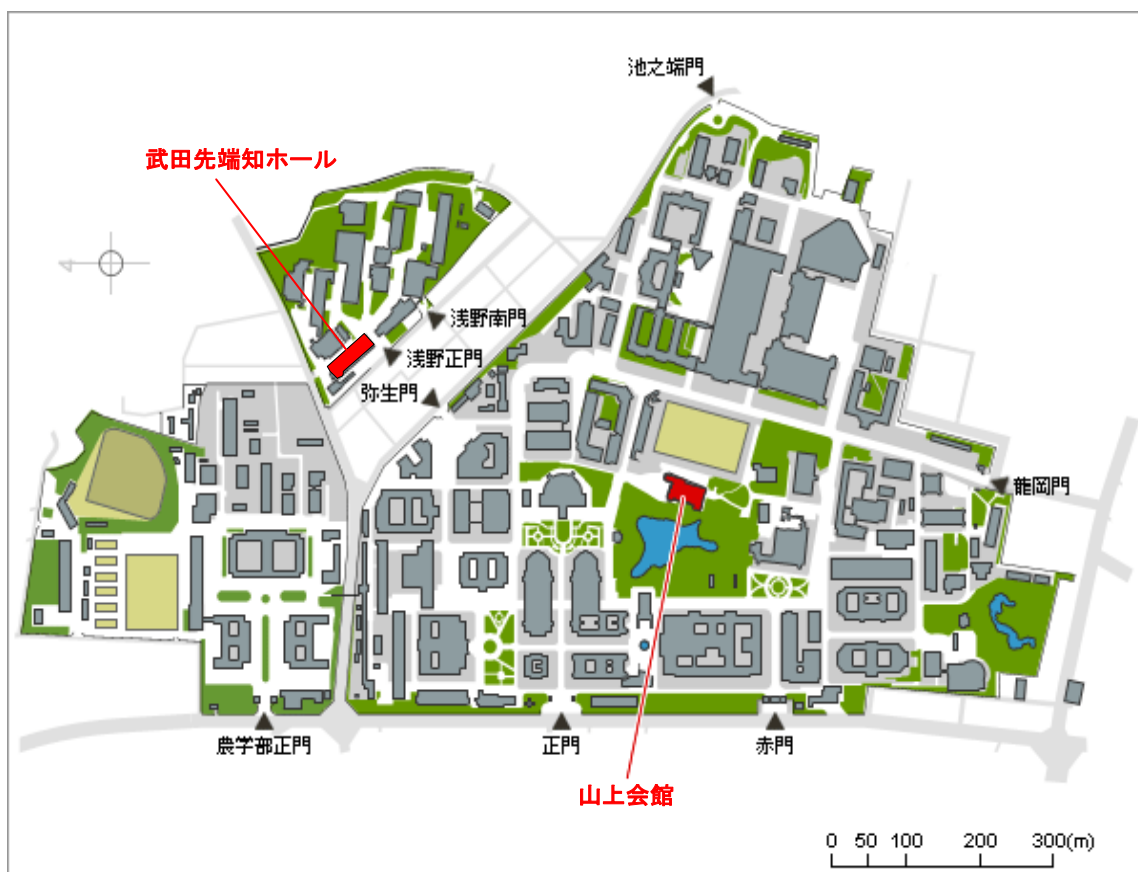 池之端門
武田先端知ホール
浅野南門
浅野正門
弥生門
龍岡門
農学部正門
正門
赤門
山上会館
0 50 100 200 300(m)